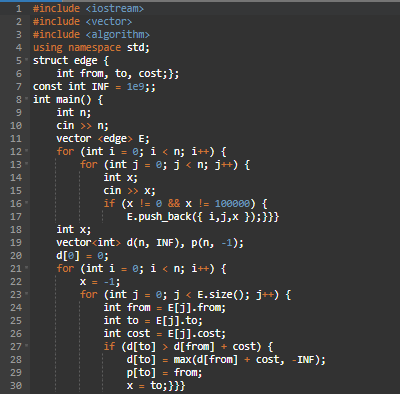 1 #include <iostream>
2 #include <vector>
3 #include <algorithm>
4 using namespace std;
5 struct edge {
6 int from, to, cost;};
7 const int INF = 1e9;;
8 int main() {
9 int n;
10 cin >> n;
11 vector <edge> E;
12 for (int i = 0; i < n; i++) {
13 for (int j = 0; j < n; j++) {
14 int x;
15 cin >> x;
16 if (x != 0 && x != 100000) {
17 E.push_back({ i,j,x });}}}
18 int x;
19 vector<int> d(n, INF), p(n, -1);
20 d[0] = 0;
21 for (int i = 0; i < n; i++) {
22 x = -1;
23 for (int j = 0; j < E.size(); j++) {
24 int from = E[j].from;
25 int to = E[j].to;
26 int cost = E[j].cost;
27 if (d[to] > d[from] + cost) {
28 d[to] = max(d[from] + cost, -INF);
29 p[to] = from;
30 x = to;}}}